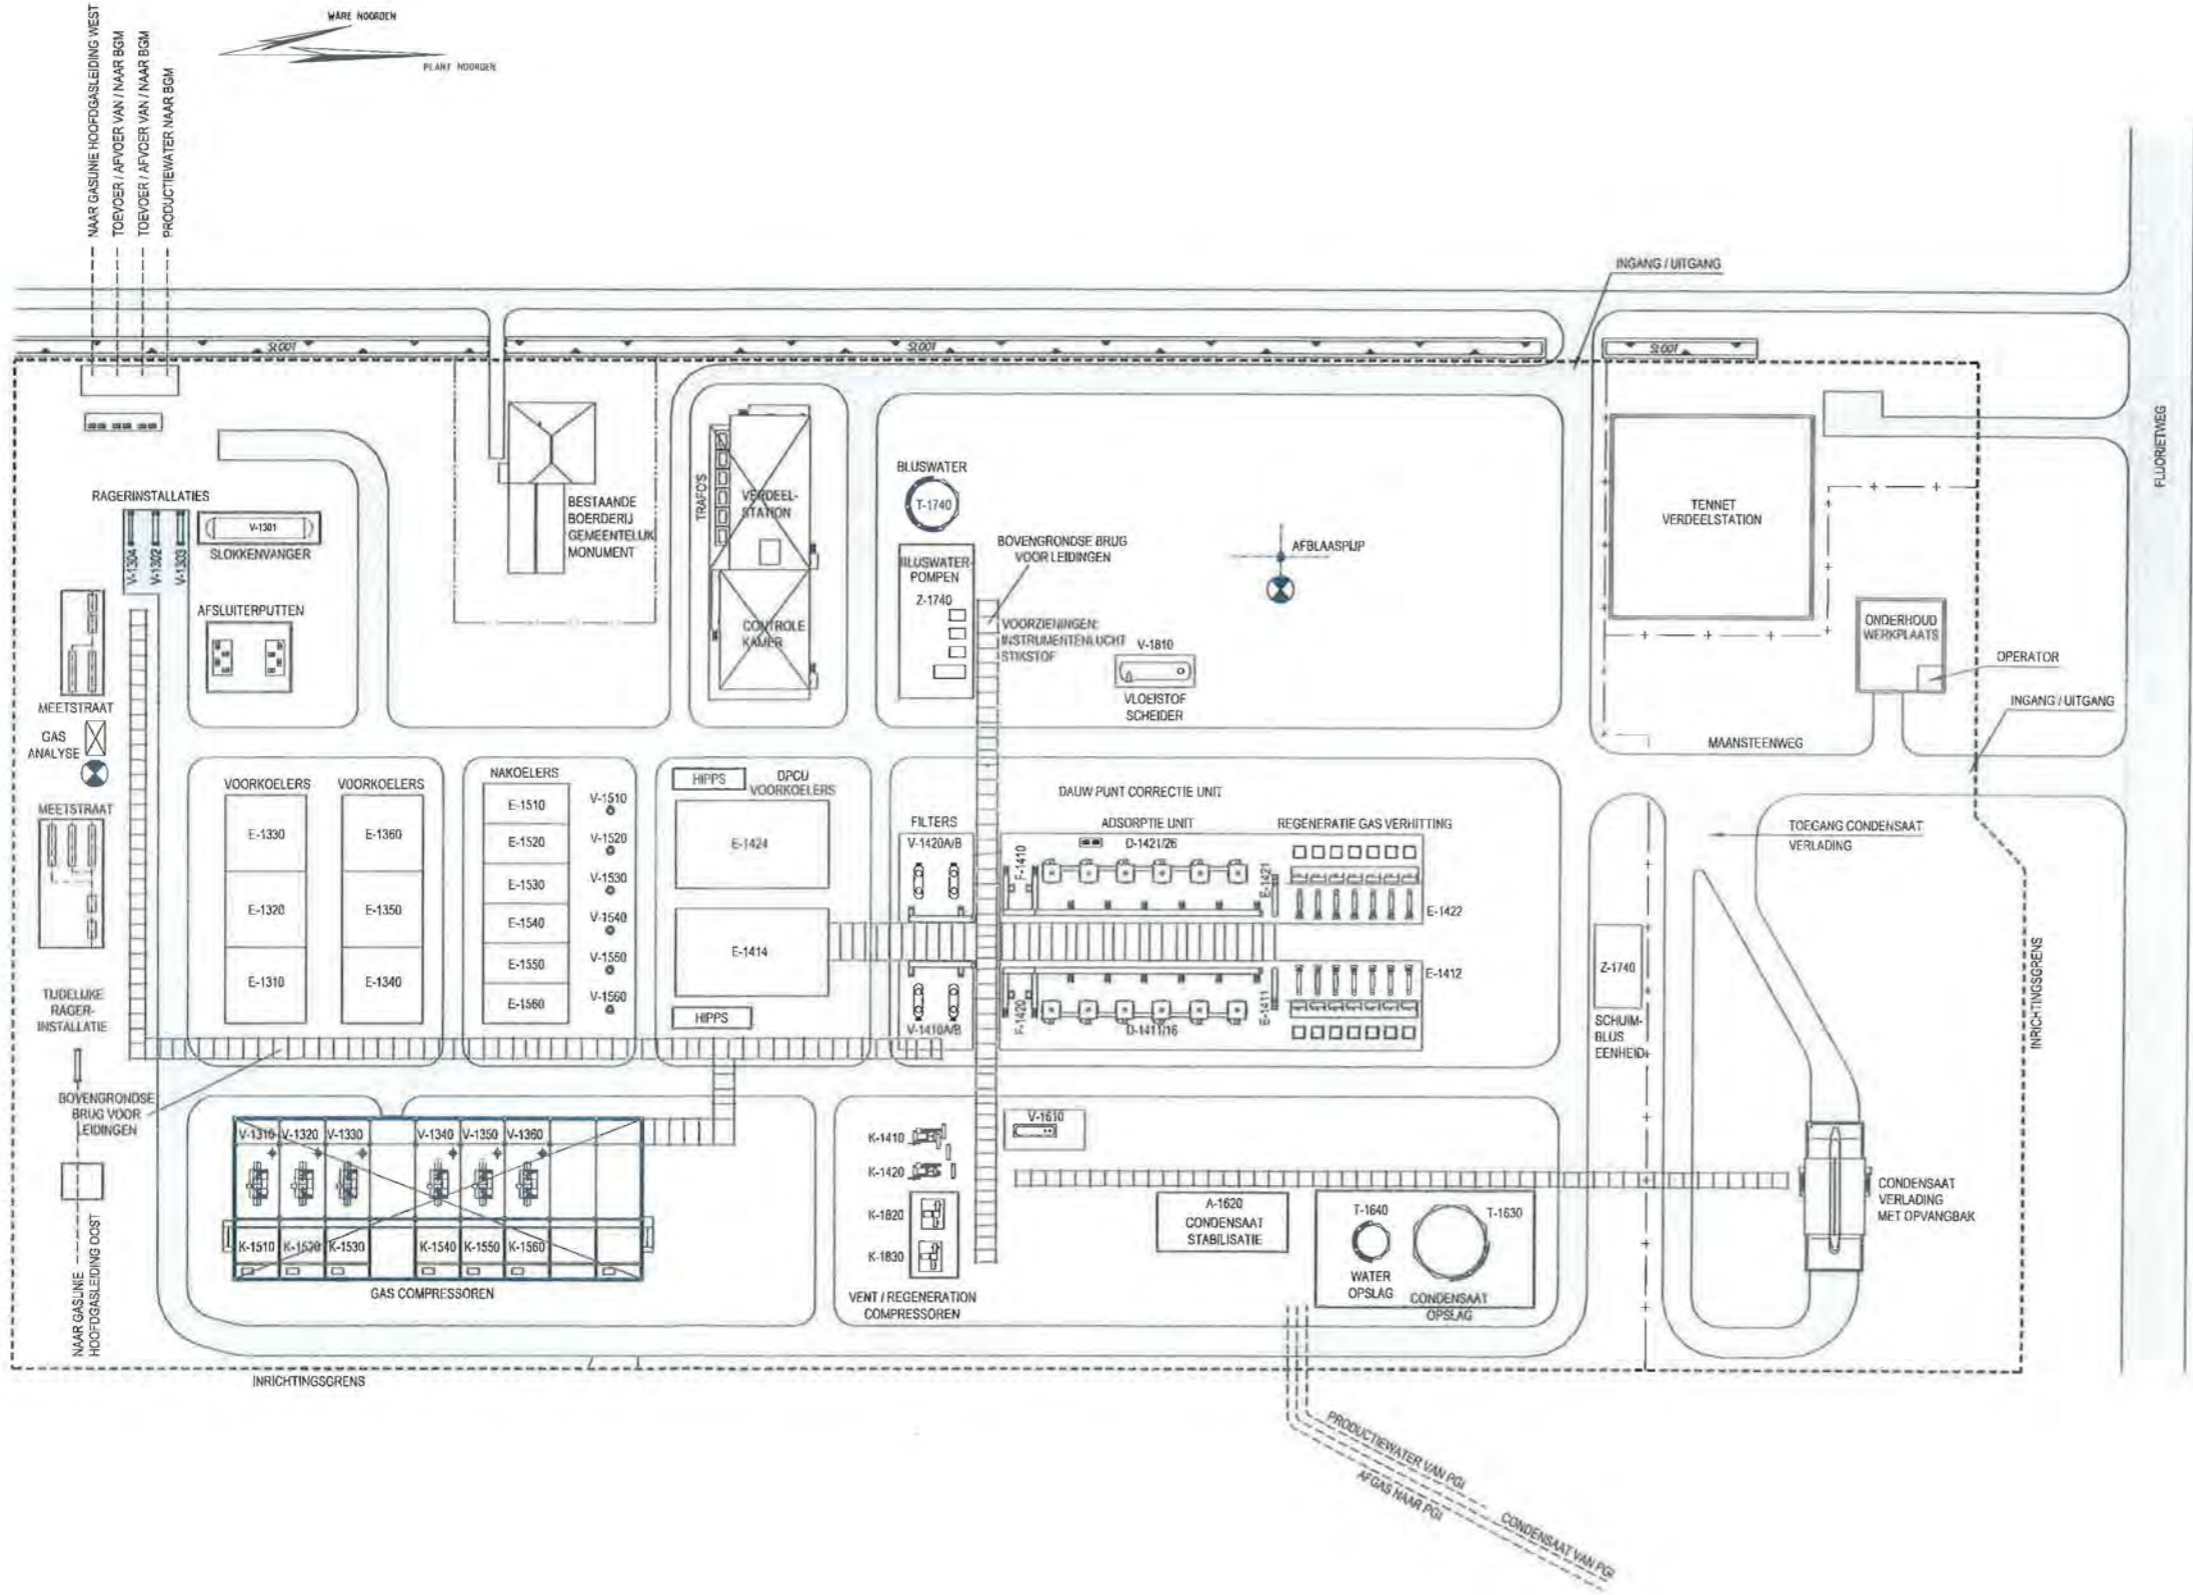 WARE NOORDEN
PLANT NOORDEN
NAAR GASUNIE HOOFDGASLEIDING WEST
TOEVOER / AFVOER VAN / NAAR BGM
TOEVOER / AFVOER VAN / NAAR BGM
PRODUCTIEWATER NAAR BGM
INGANG / UITGANG
SLOOT
SLOOT
SLOOT
FLUORIETWEG
RAGERINSTALLATIES
V-1304
V-1302
V-1303
V-1301
SLOKKENVANGER
AFSLUITERPUTTEN
MEETSTRAAT
GAS
ANALYSE
MEETSTRAAT
BESTAANDE
BOERDERIJ
GEMEENTELIJK
MONUMENT
TRAFO'S
VERDEEL-
STATION
CONTROLE
KAMER
BLUSWATER
T-1740
BLUSWATER-
POMPEN
Z-1740
BOVENGRONDSE BRUG
VOOR LEIDINGEN
VOORZIENINGEN:
INSTRUMENTENLUCHT
STIKSTOF
AFBLAASPIJP
V-1810
VLOEISTOF
SCHEIDER
TENNET
VERDEELSTATION
ONDERHOUD
WERKPLAATS
OPERATOR
INGANG / UITGANG
MAANSTEENWEG
VOORKOELERS
E-1330
E-1320
E-1310
VOORKOELERS
E-1360
E-1350
E-1340
NAKOELERS
E-1510
E-1520
E-1530
E-1540
E-1550
E-1560
V-1510
V-1520
V-1530
V-1540
V-1550
V-1560
HIPPS
DPCU
VOORKOELERS
E-1424
E-1414
HIPPS
FILTERS
V-1420A/B
V-1410A/B
DAUW PUNT CORRECTIE UNIT
ADSORPTIE UNIT
D-1421/26
REGENERATIE GAS VERHITTING
F-1410
E-1421
E-1422
F-1420
E-1411
E-1412
D-1411/16
TOEGANG CONDENSAAT
VERLADING
Z-1740
SCHUIM-
BLUS
EENHEID
INRICHTINGSGRENS
TIJDELIJKE
RAGER-
INSTALLATIE
BOVENGRONDSE
BRUG VOOR
LEIDINGEN
NAAR GASUNIE
HOOFDGASLEIDING OOST
V-1310
V-1320
V-1330
V-1340
V-1350
V-1360
K-1510
K-1520
K-1530
K-1540
K-1550
K-1560
GAS COMPRESSOREN
K-1410
K-1420
K-1820
K-1830
VENT / REGENERATION
COMPRESSOREN
V-1610
A-1620
CONDENSAAT
STABILISATIE
T-1640
WATER
OPSLAG
T-1630
CONDENSAAT
OPSLAG
CONDENSAAT
VERLADING
MET OPVANGBAK
INRICHTINGSGRENS
PRODUCTIEWATER VAN PGI
AFGAS NAAR PGI
CONDENSAAT VAN PGI